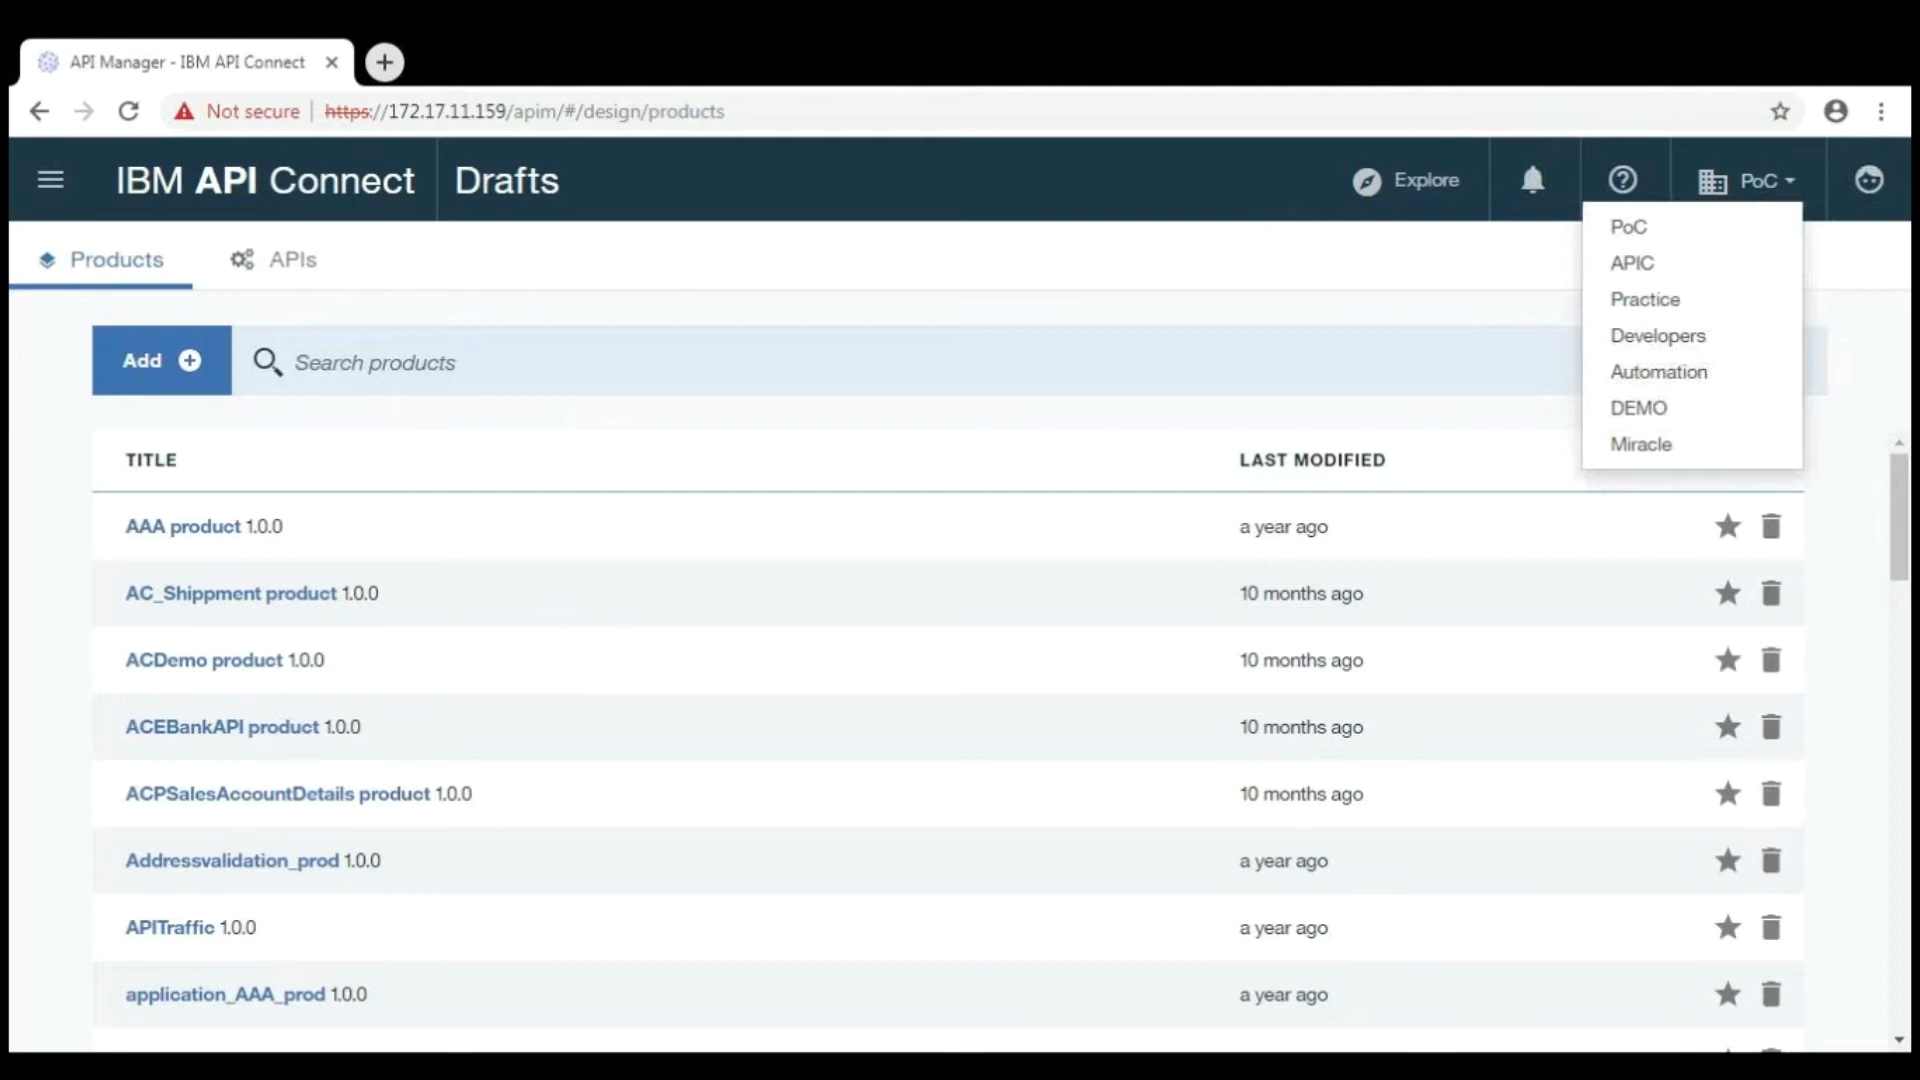 API Manager - IBM API Connect
Not secure | https://172.17.11.159/apim/#/design/products
IBM API Connect
Drafts
Explore
PoC
PoC
APIC
Practice
Developers
Automation
DEMO
Miracle
Products
APIs
Add
Search products
TITLE
LAST MODIFIED
AAA product 1.0.0
a year ago
AC_Shippment product 1.0.0
10 months ago
ACDemo product 1.0.0
10 months ago
ACEBankAPI product 1.0.0
10 months ago
ACPSalesAccountDetails product 1.0.0
10 months ago
Addressvalidation_prod 1.0.0
a year ago
APITraffic 1.0.0
a year ago
application_AAA_prod 1.0.0
a year ago